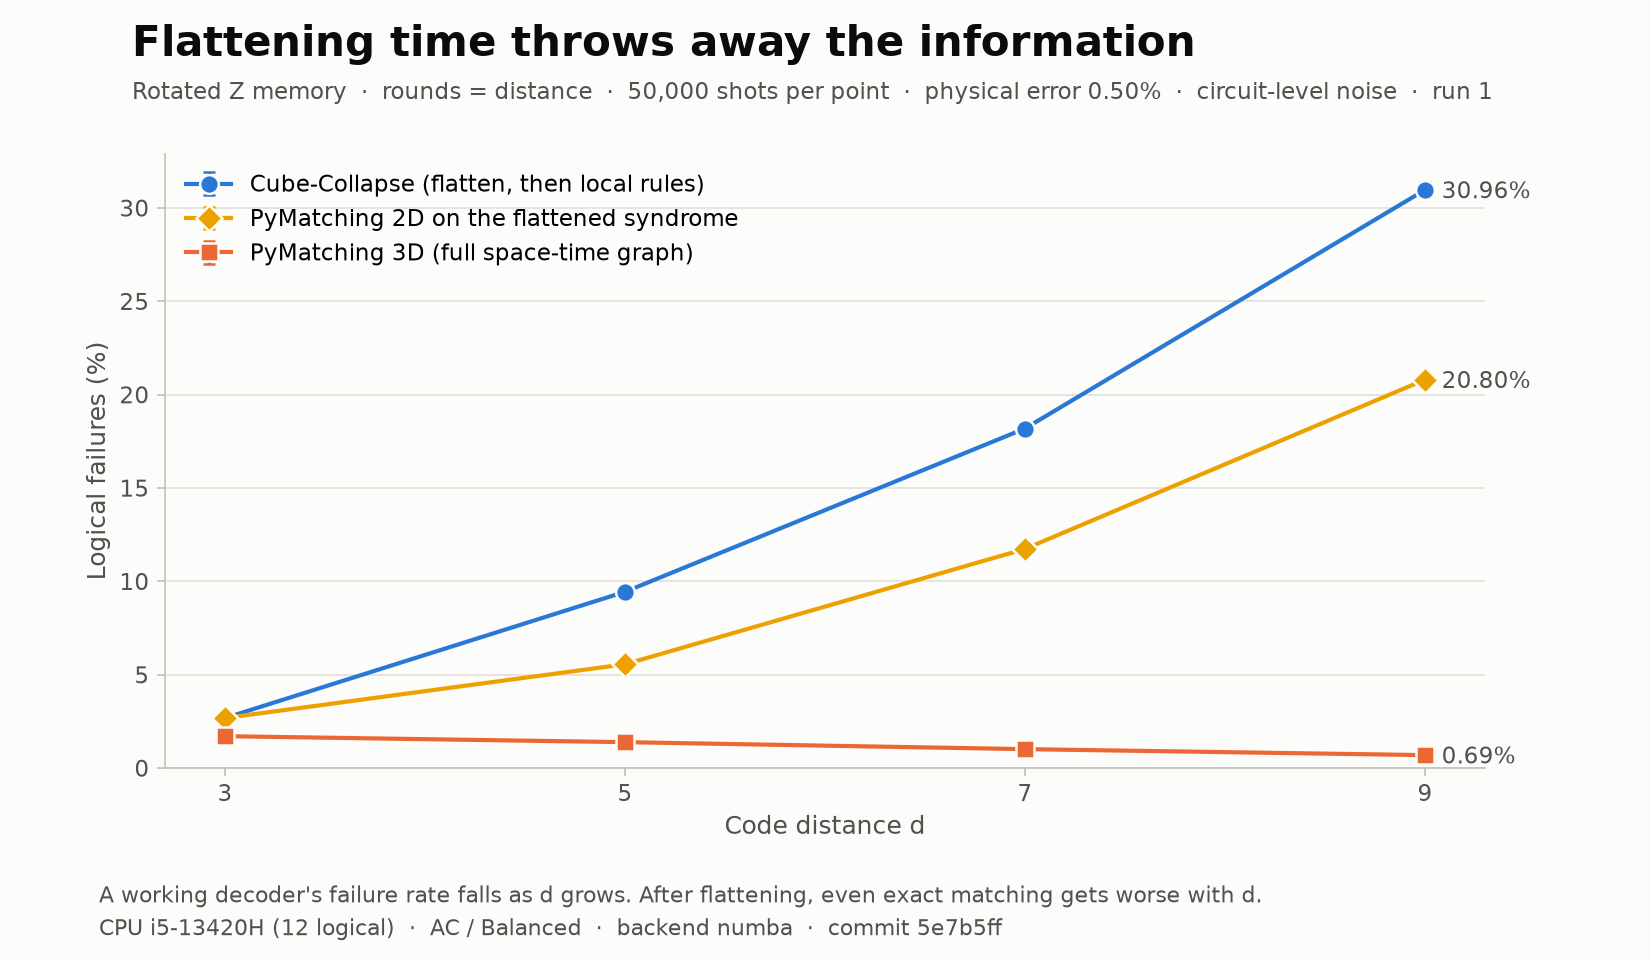 Flattening time throws away the information
Rotated Z memory · rounds = distance · 50,000 shots per point · physical error 0.50% · circuit-level noise · run 1
Cube-Collapse (flatten, then local rules)
PyMatching 2D on the flattened syndrome
PyMatching 3D (full space-time graph)
30.96%
20.80%
0.69%
Logical failures (%)
30
25
20
15
10
5
0
3 5 7 9
Code distance d
A working decoder's failure rate falls as d grows. After flattening, even exact matching gets worse with d.
CPU i5-13420H (12 logical) · AC / Balanced · backend numba · commit 5e7b5ff